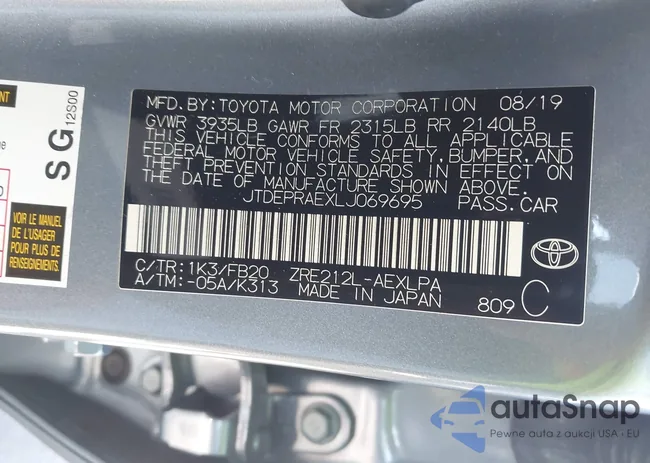 MFD. BY: TOYOTA MOTOR CORPORATION 08/19
GVWR 3935LB GAWR FR 2315LB RR 2140LB
THIS VEHICLE CONFORMS TO ALL APPLICABLE
FEDERAL MOTOR VEHICLE SAFETY, BUMPER, AND
THEFT PREVENTION STANDARDS IN EFFECT ON
THE DATE OF MANUFACTURE SHOWN ABOVE.
JTDEPRAEXLJ069695 PASS. CAR
C/TR: 1K3/FB20 ZRE212L-AEXLPA
A/TM: -05A/K313 MADE IN JAPAN 809 C
SG 12S00
VOIR LE MANUEL
DE L'USAGER
POUR PLUS DE
RENSEIGNEMENTS
autaSnap
Pewne auta z aukcji USA - EU